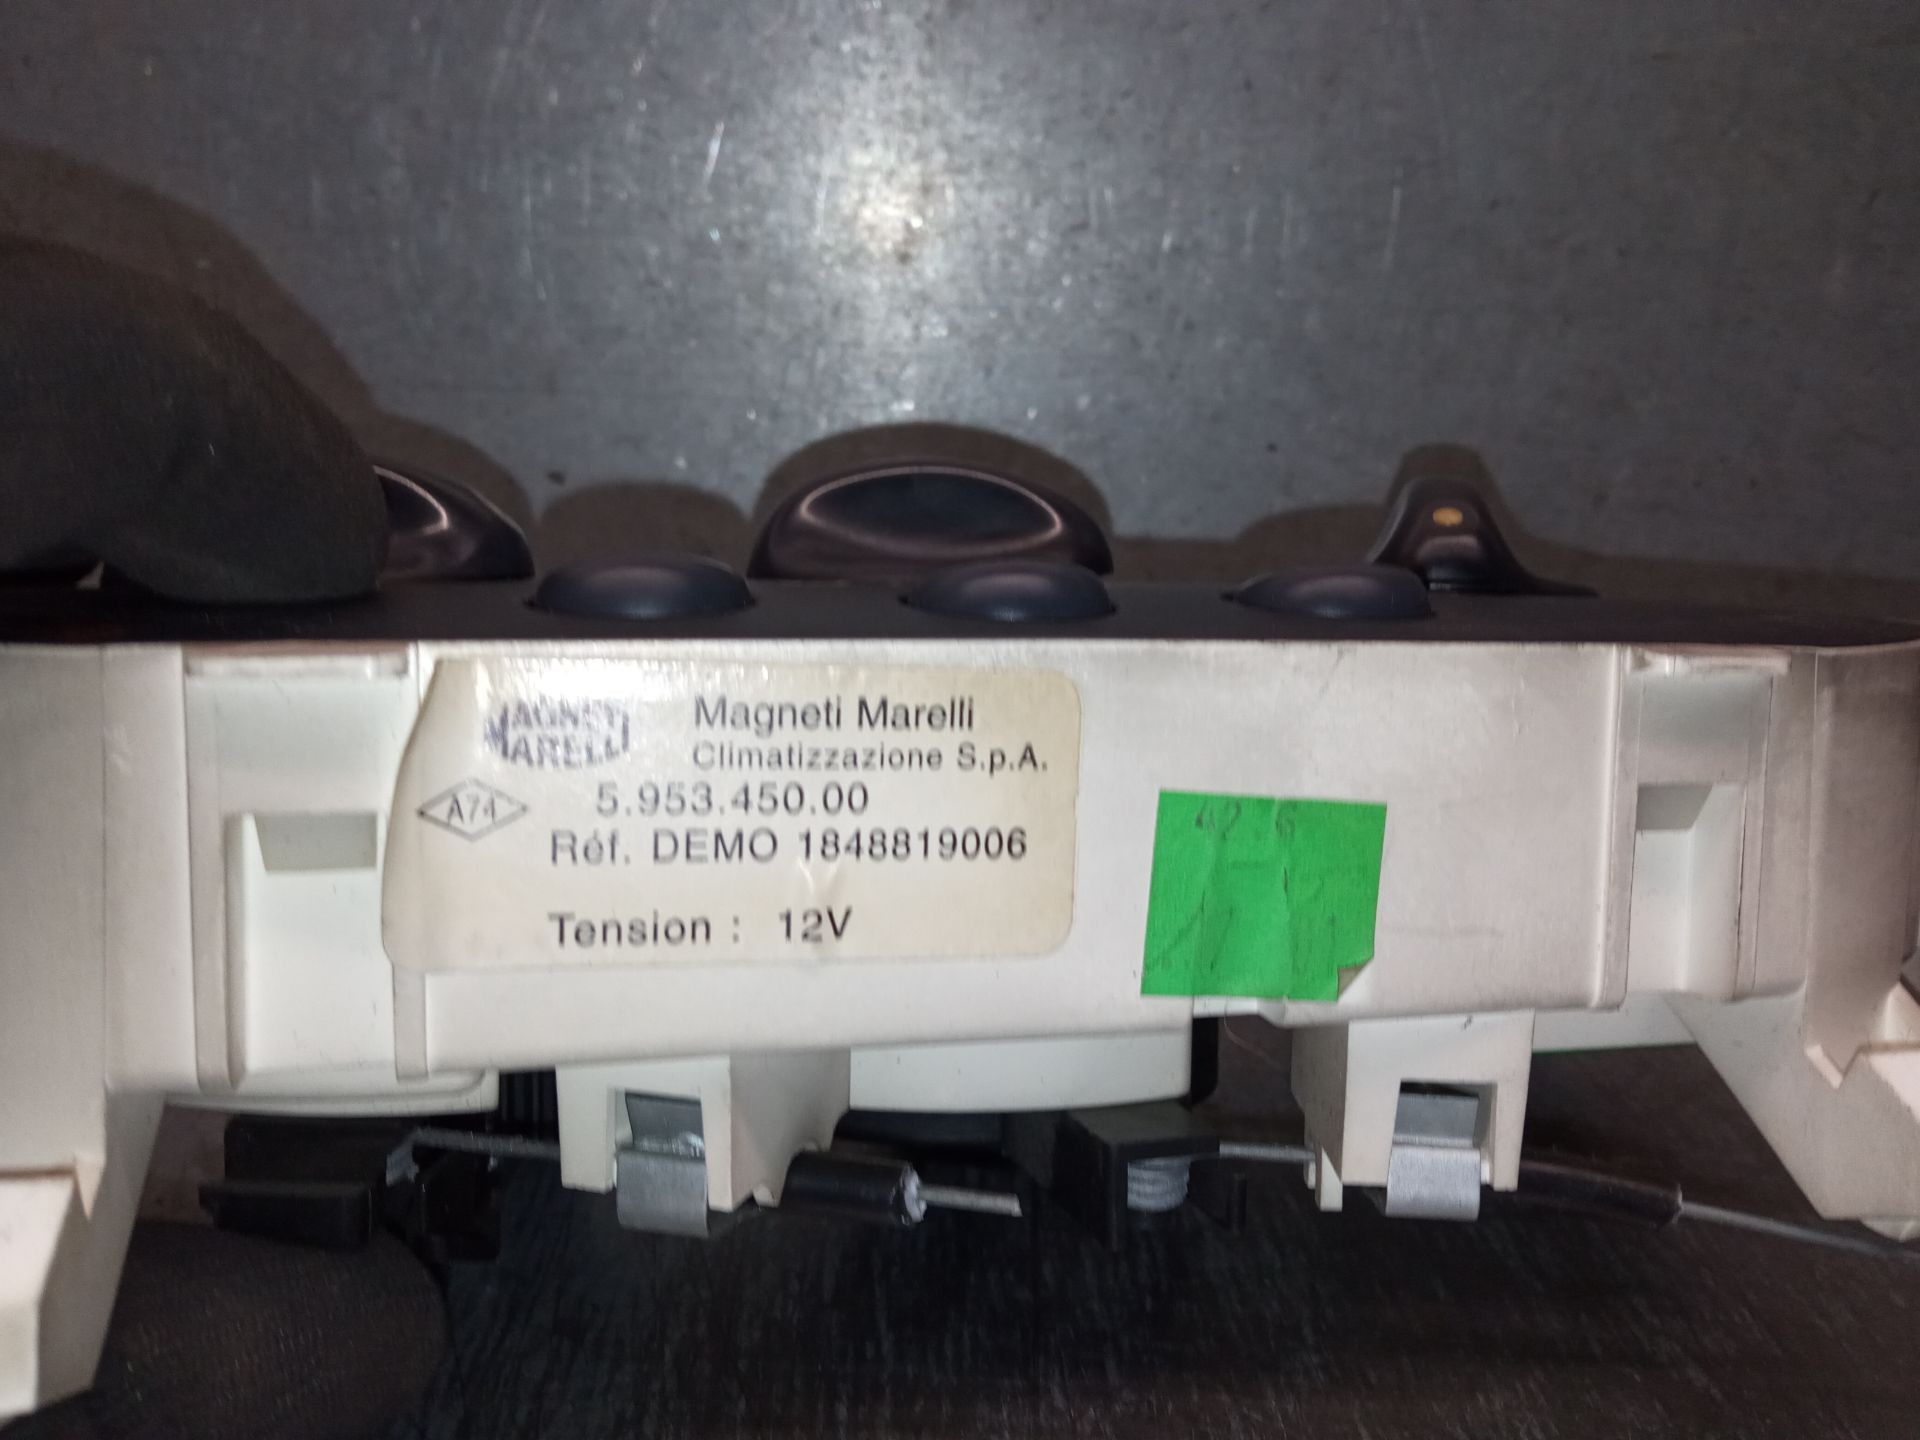 MAGNETI
MARELLI
Magneti Marelli
Climatizzazione S.p.A.
A74
5.953.450.00
Réf. DEMO 1848819006
Tension : 12V